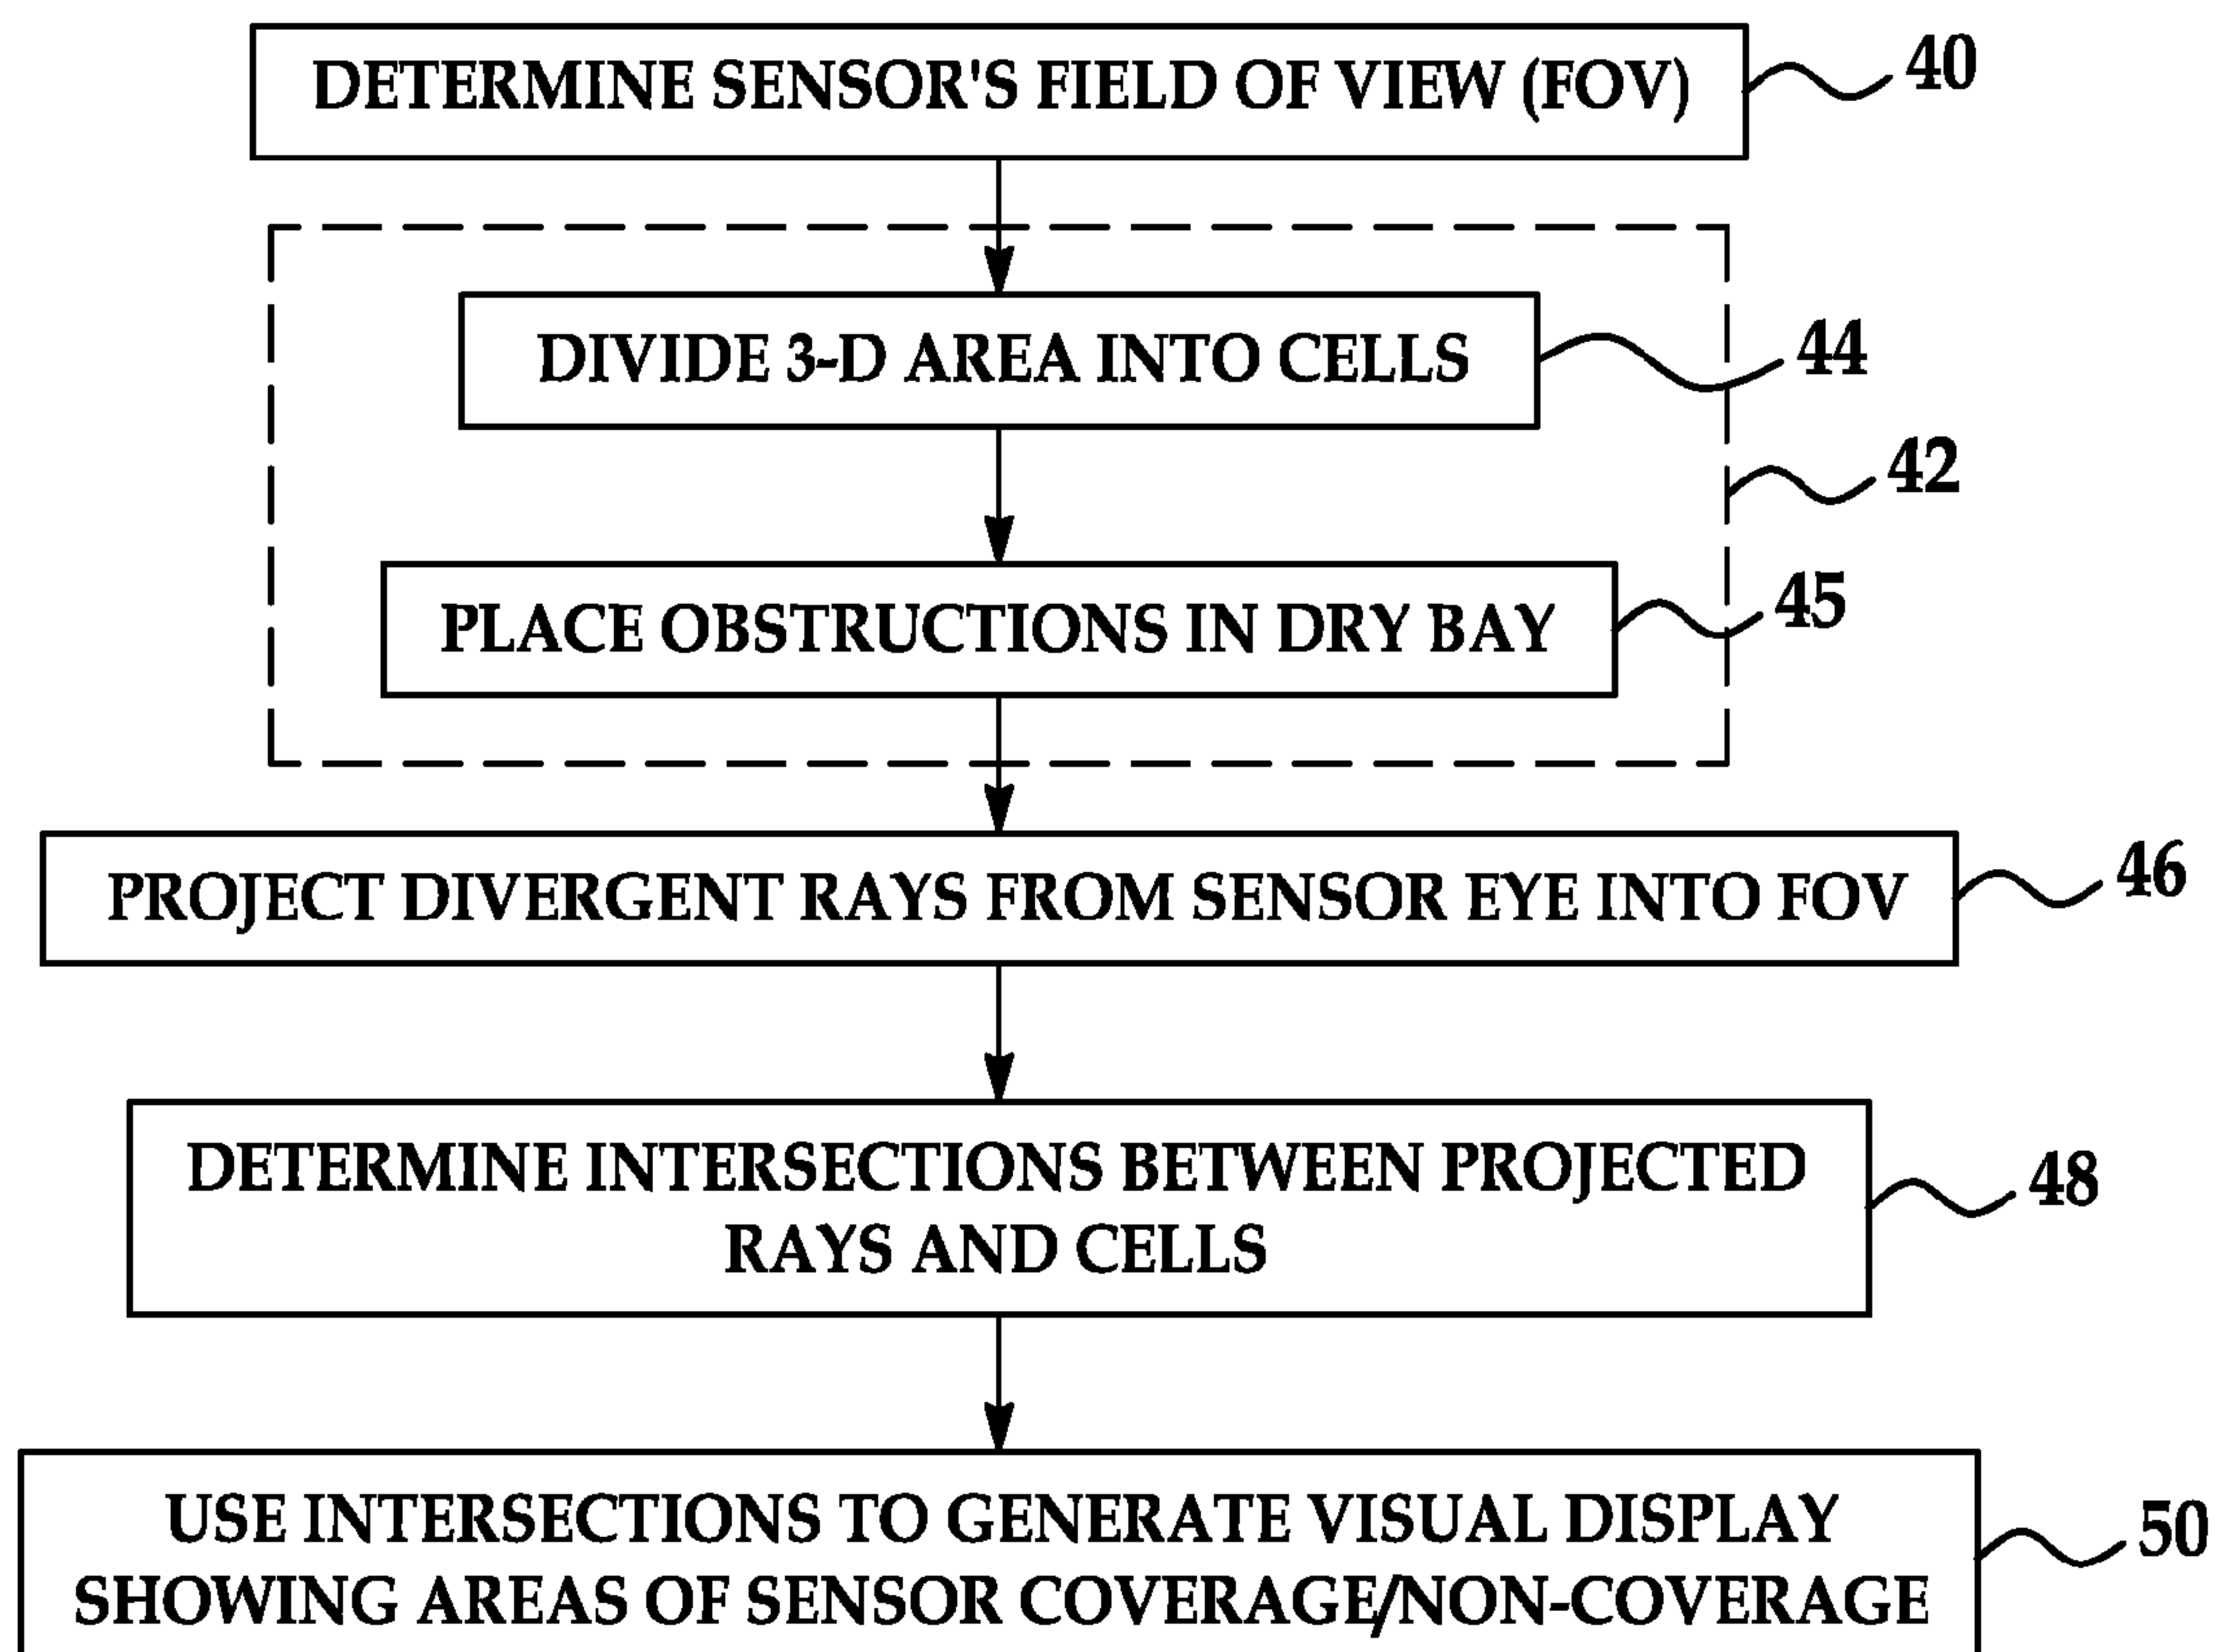 DETERMINE SENSOR'S FIELD OF VIEW (FOV)
40
DIVIDE 3-D AREA INTO CELLS
44
42
PLACE OBSTRUCTIONS IN DRY BAY
45
PROJECT DIVERGENT RAYS FROM SENSOR EYE INTO FOV
46
DETERMINE INTERSECTIONS BETWEEN PROJECTED
RAYS AND CELLS
48
USE INTERSECTIONS TO GENERATE VISUAL DISPLAY
SHOWING AREAS OF SENSOR COVERAGE/NON-COVERAGE
50